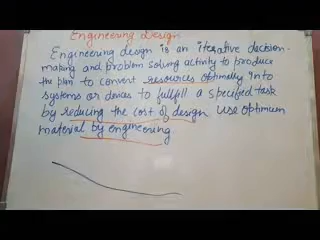 Engineering Design
Engineering design is an iterative decision-
making and problem solving activity to produce
the plan to convert resources optimally into
systems or devices to fulfill a specified task
by reducing the cost of design use optimum
material by engineering